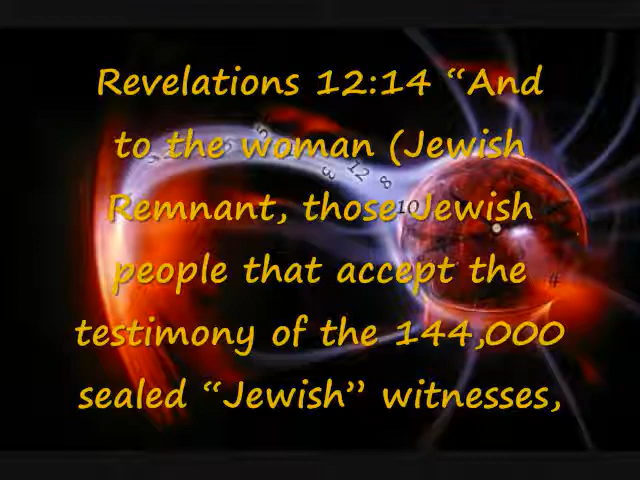 Revelations 12:14 “And
to the woman (Jewish
Remnant, those Jewish
people that accept the
testimony of the 144,000
sealed “Jewish” witnesses,